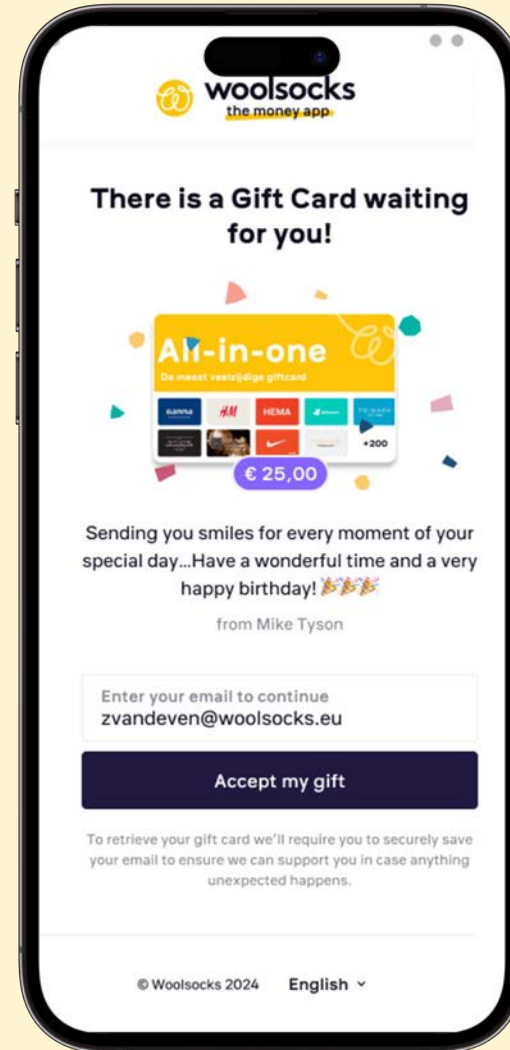 woolsocks
the money app
There is a Gift Card waiting
for you!
All-in-one
De meest veelzijdige giftcard
H&M
HEMA
+200
€ 25,00
Sending you smiles for every moment of your
special day...Have a wonderful time and a very
happy birthday! 🎉🎉🎉
from Mike Tyson
Enter your email to continue
zvandeven@woolsocks.eu
Accept my gift
To retrieve your gift card we'll require you to securely save
your email to ensure we can support you in case anything
unexpected happens.
© Woolsocks 2024 English